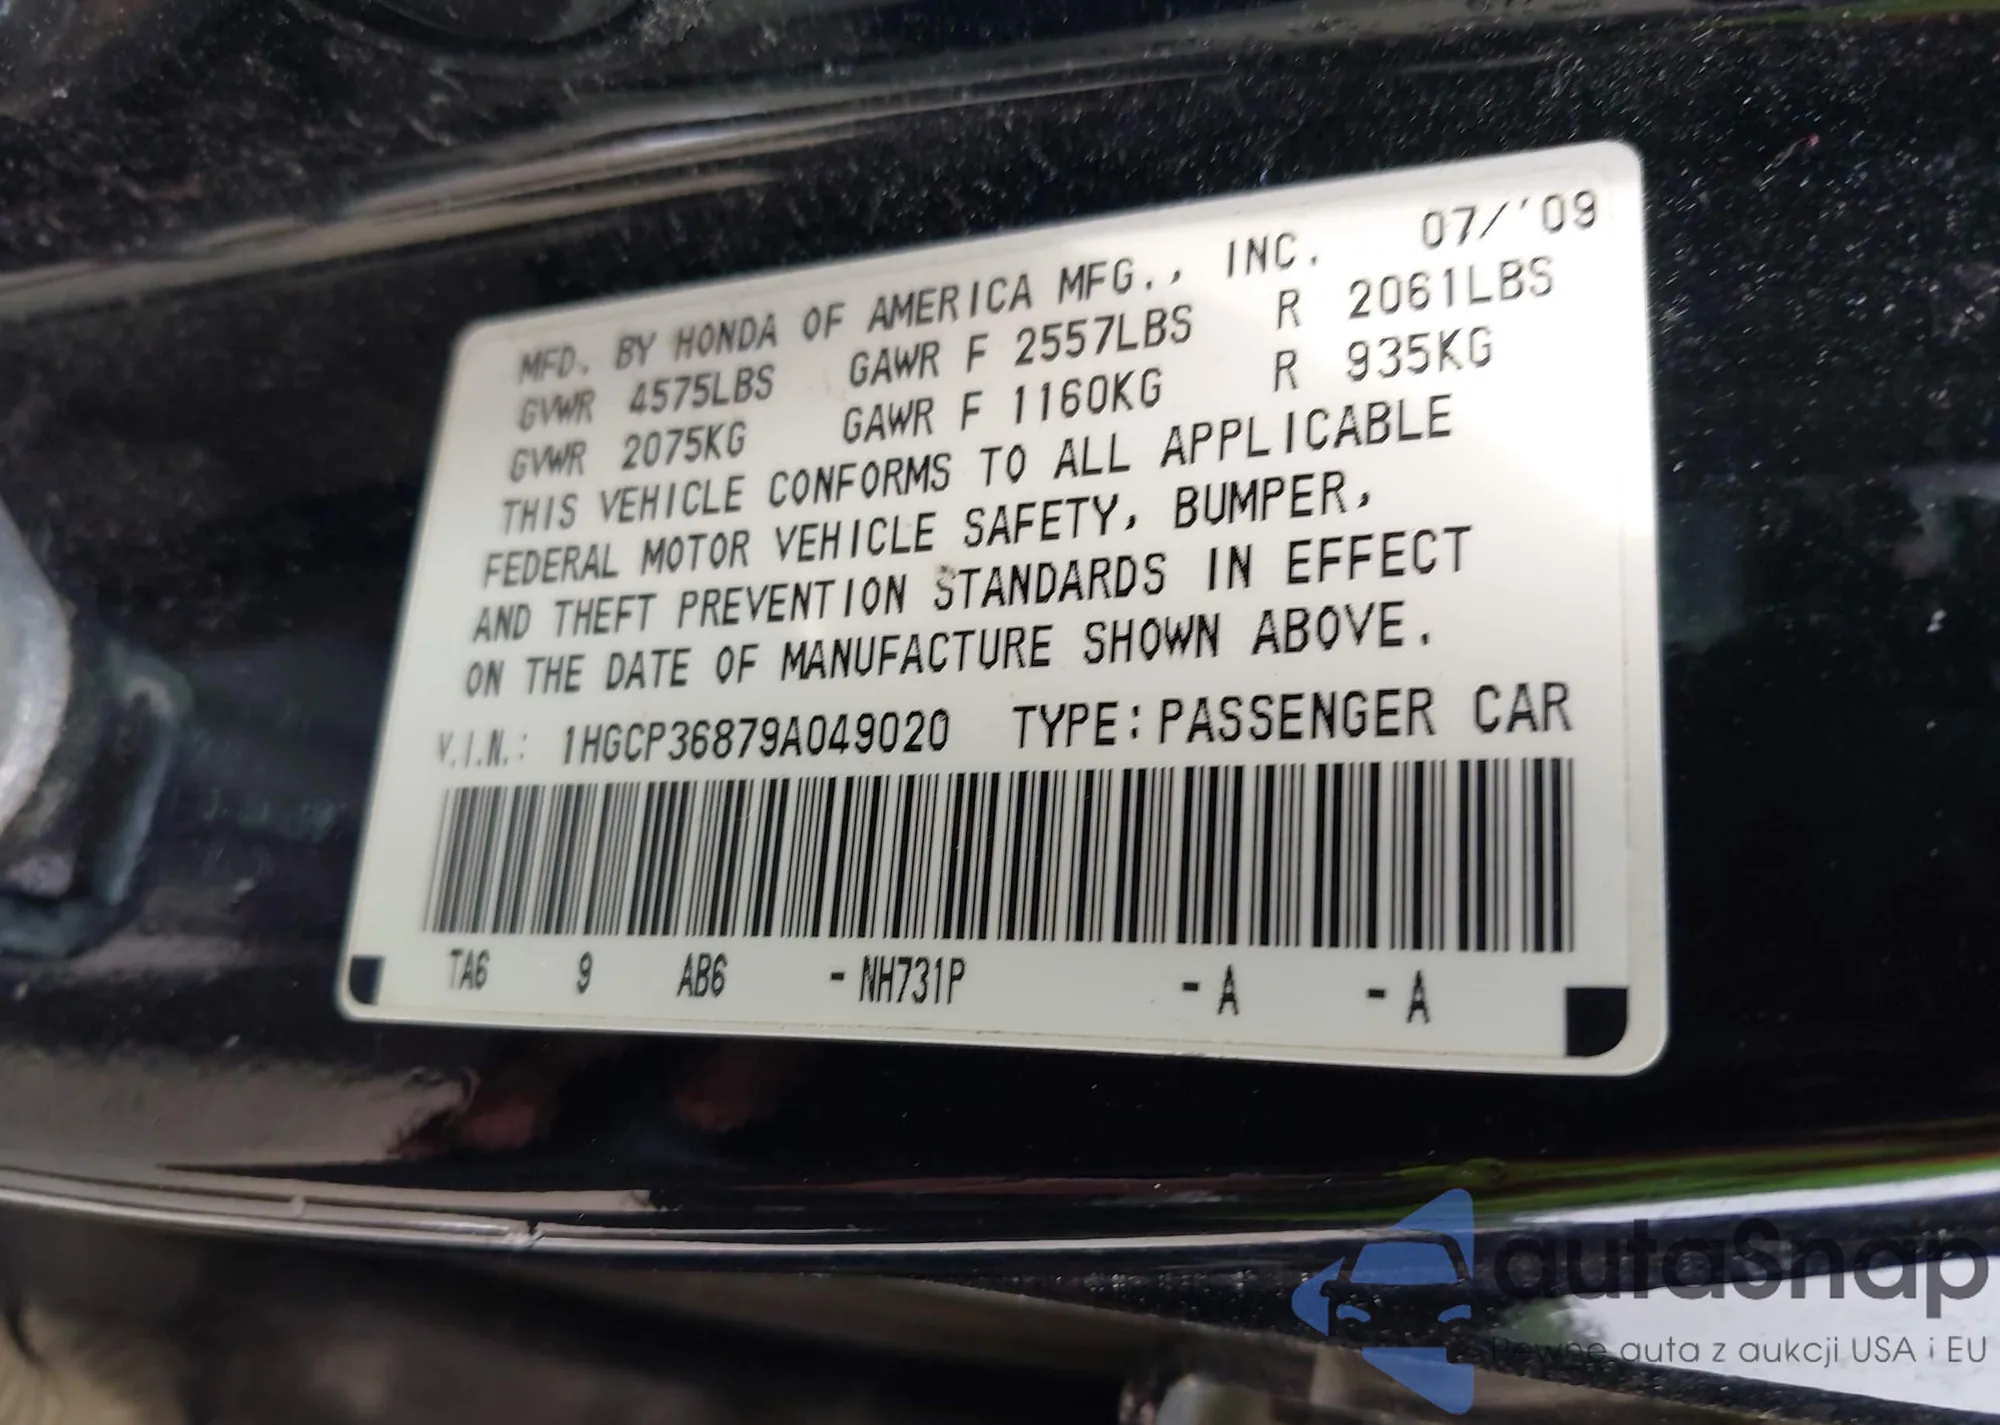 MFD. BY HONDA OF AMERICA MFG., INC. 07/'09
GVWR 4575LBS GAWR F 2557LBS R 2061LBS
GVWR 2075KG GAWR F 1160KG R 935KG
THIS VEHICLE CONFORMS TO ALL APPLICABLE
FEDERAL MOTOR VEHICLE SAFETY, BUMPER,
AND THEFT PREVENTION STANDARDS IN EFFECT
ON THE DATE OF MANUFACTURE SHOWN ABOVE.
V.I.N.: 1HGCP36879A049020 TYPE: PASSENGER CAR
TA6 9 AB6 -NH731P -A -A
autaSnap
Pewne auta z aukcji USA i EU